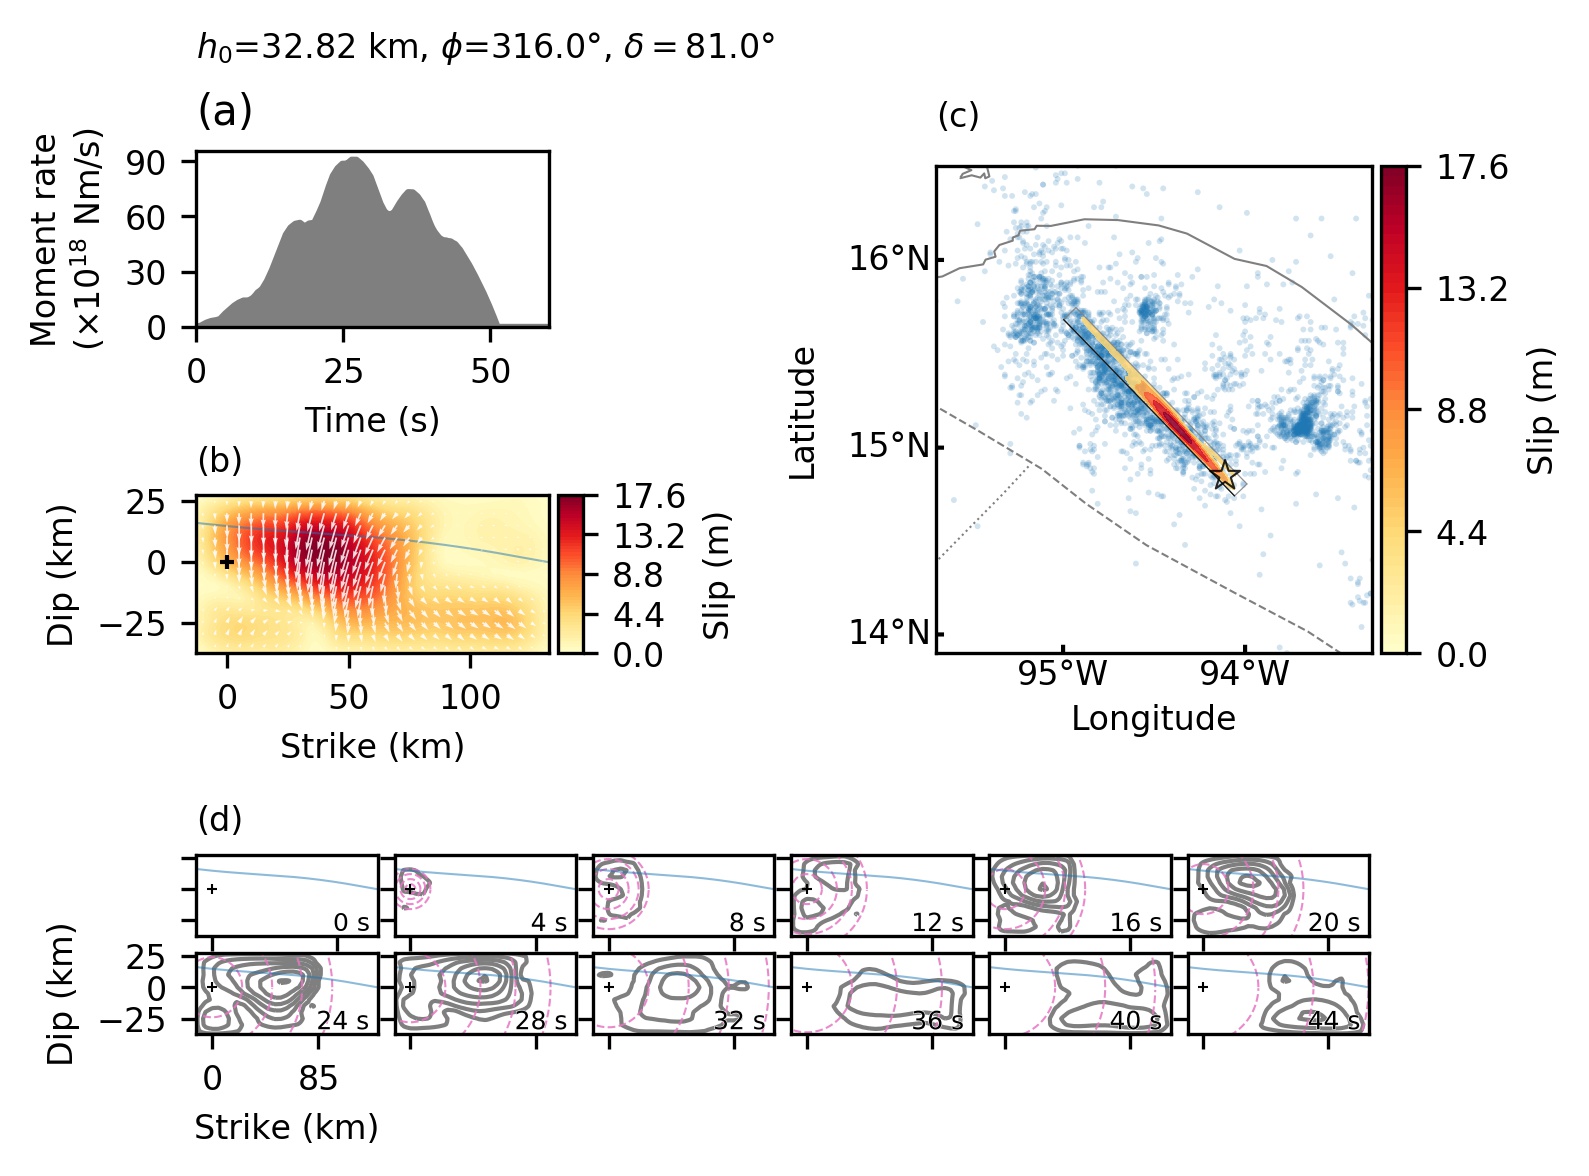 h₀=32.82 km, ϕ=316.0°, δ = 81.0°
(a)
Moment rate
(×10¹⁸ Nm/s)
90
60
30
0
0 25 50
Time (s)
(b)
Dip (km)
25
0
−25
0 50 100
Strike (km)
17.6
13.2
8.8
4.4
0.0
Slip (m)
(c)
Latitude
16°N
15°N
14°N
95°W 94°W
Longitude
17.6
13.2
8.8
4.4
0.0
Slip (m)
(d)
0 s 4 s 8 s 12 s 16 s 20 s
24 s 28 s 32 s 36 s 40 s 44 s
Dip (km)
25
0
−25
0 85
Strike (km)